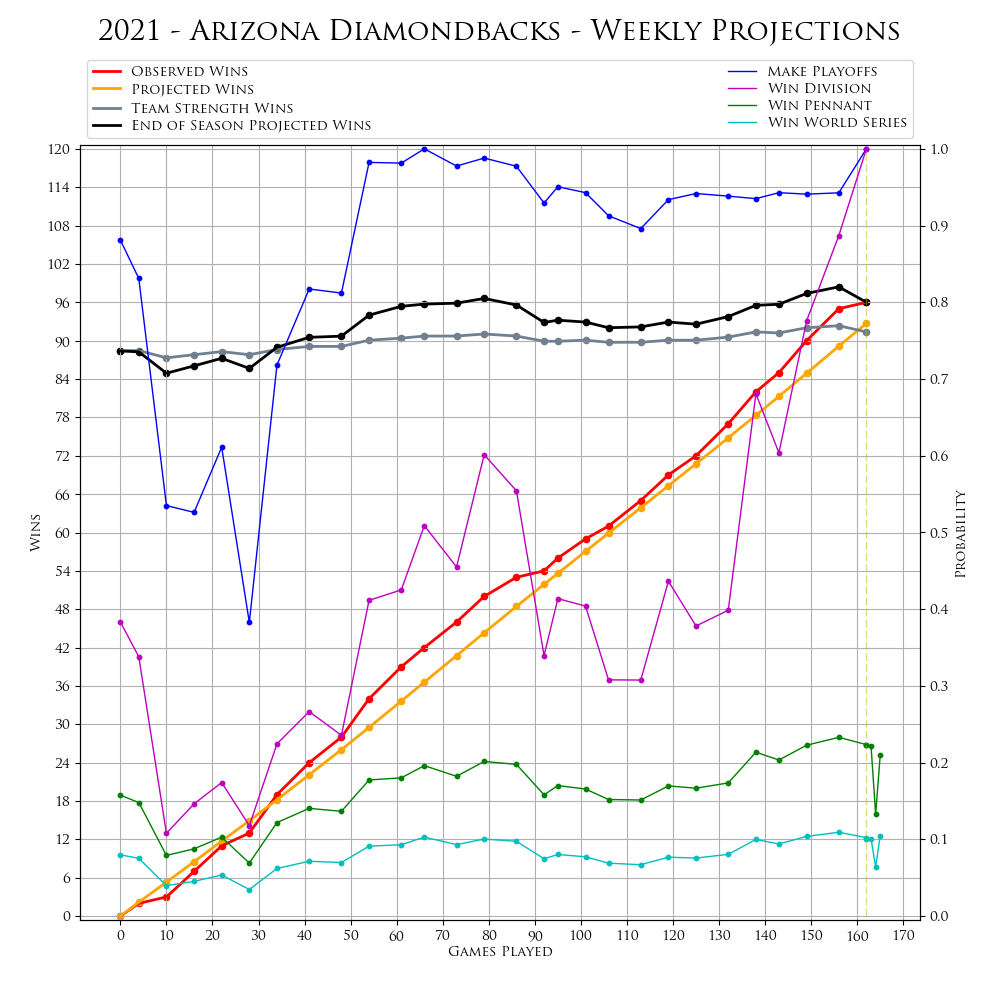 2021 - Arizona Diamondbacks - Weekly Projections
Observed Wins
Projected Wins
Team Strength Wins
End of Season Projected Wins
Make Playoffs
Win Division
Win Pennant
Win World Series
120
114
108
102
96
90
84
78
72
66
60
54
48
42
36
30
24
18
12
6
0
Wins
1.0
0.9
0.8
0.7
0.6
0.5
0.4
0.3
0.2
0.1
0.0
Probability
0 10 20 30 40 50 60 70 80 90 100 110 120 130 140 150 160 170
Games Played